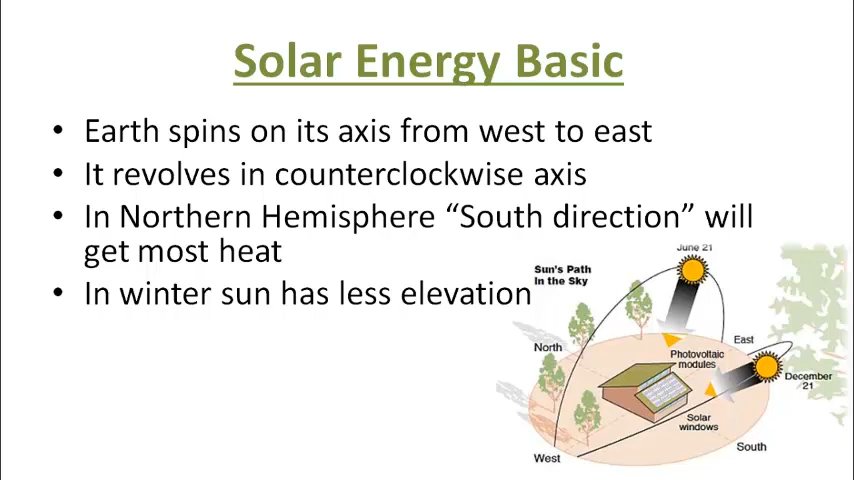 Solar Energy Basic
• Earth spins on its axis from west to east
• It revolves in counterclockwise axis
• In Northern Hemisphere “South direction” will
get most heat
• In winter sun has less elevation
June 21
Sun's Path
In the Sky
North
East
Photovoltaic
modules
December
21
Solar
windows
South
West